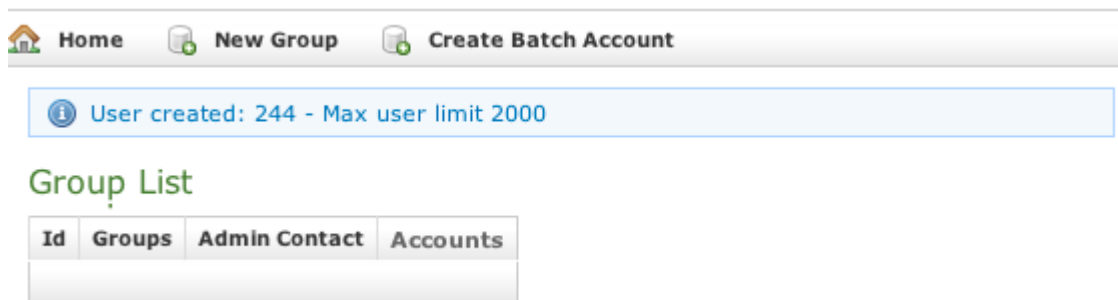 Home New Group Create Batch Account
User created: 244 - Max user limit 2000
Group List
Id Groups Admin Contact Accounts